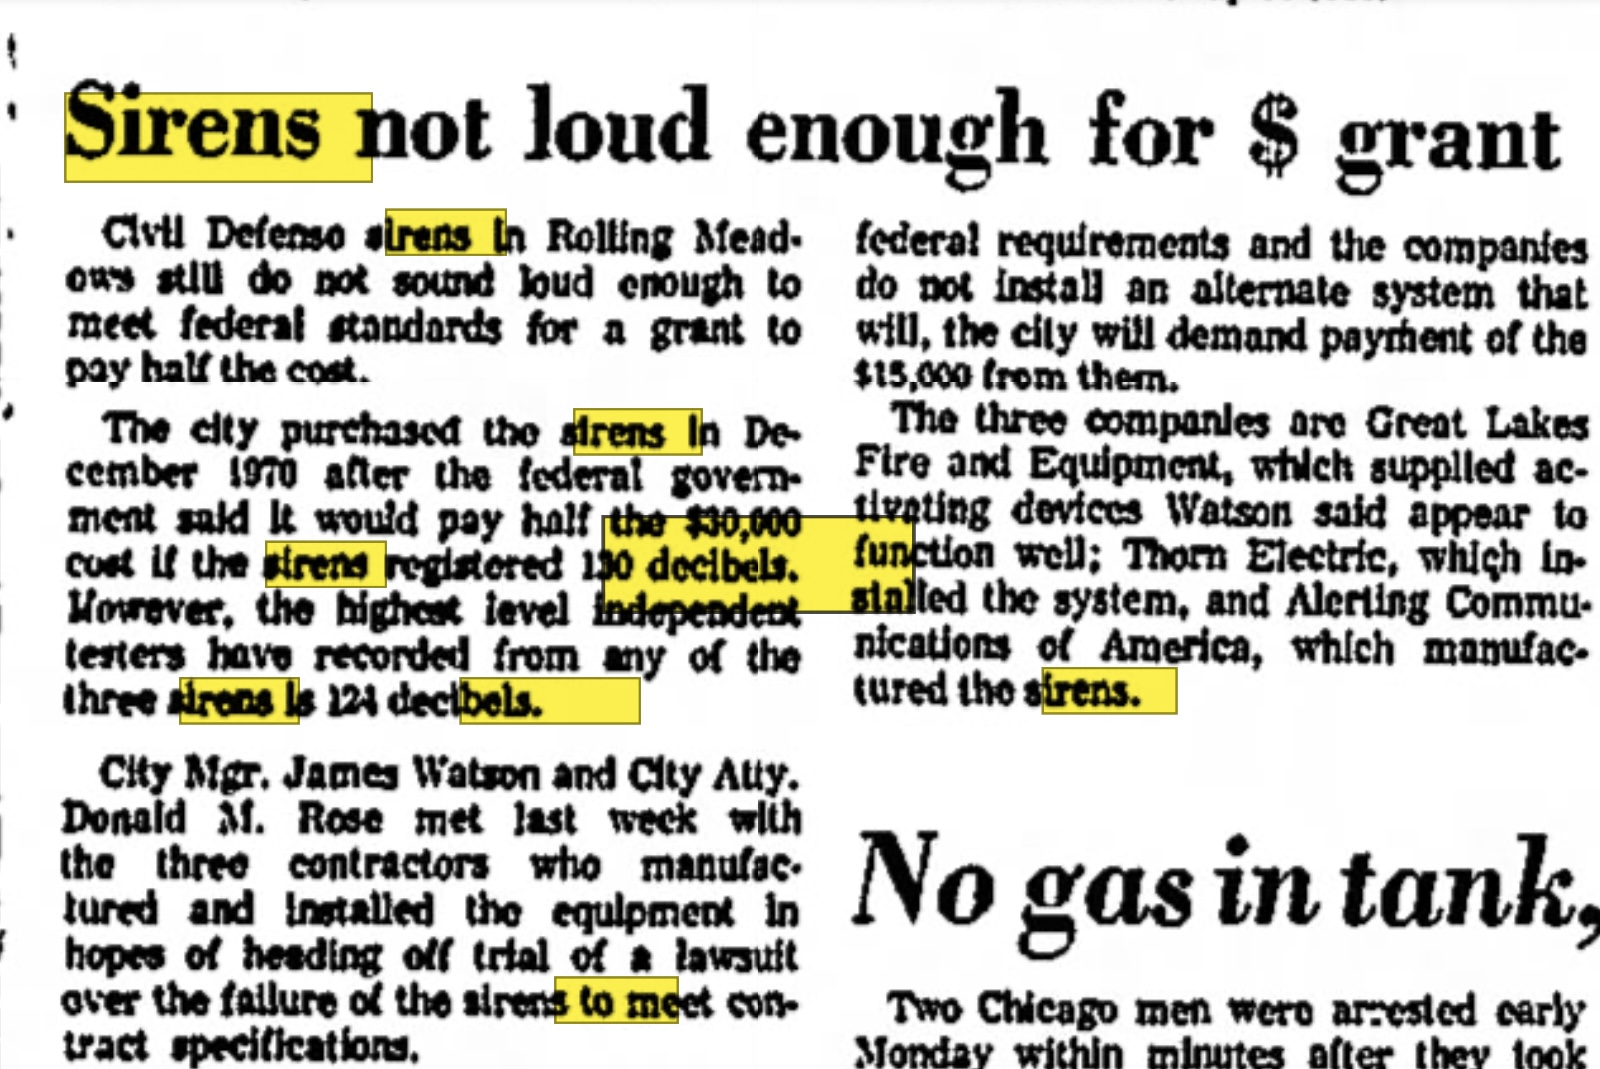 Sirens not loud enough for $ grant
Civil Defense sirens in Rolling Mead-
ows still do not sound loud enough to
meet federal standards for a grant to
pay half the cost.
The city purchased the sirens in De-
cember 1970 after the federal govern-
ment said it would pay half the $30,000
cost if the sirens registered 130 decibels.
However, the highest level independent
testers have recorded from any of the
three sirens is 124 decibels.
City Mgr. James Watson and City Atty.
Donald M. Rose met last week with
the three contractors who manufac-
tured and installed the equipment in
hopes of heading off trial of a lawsuit
over the failure of the sirens to meet con-
tract specifications.
federal requirements and the companies
do not install an alternate system that
will, the city will demand payment of the
$15,000 from them.
The three companies are Great Lakes
Fire and Equipment, which supplied ac-
tivating devices Watson said appear to
function well; Thorn Electric, which in-
stalled the system, and Alerting Commu-
nications of America, which manufac-
tured the sirens.
No gas in tank,
Two Chicago men were arrested early
Monday within minutes after they took